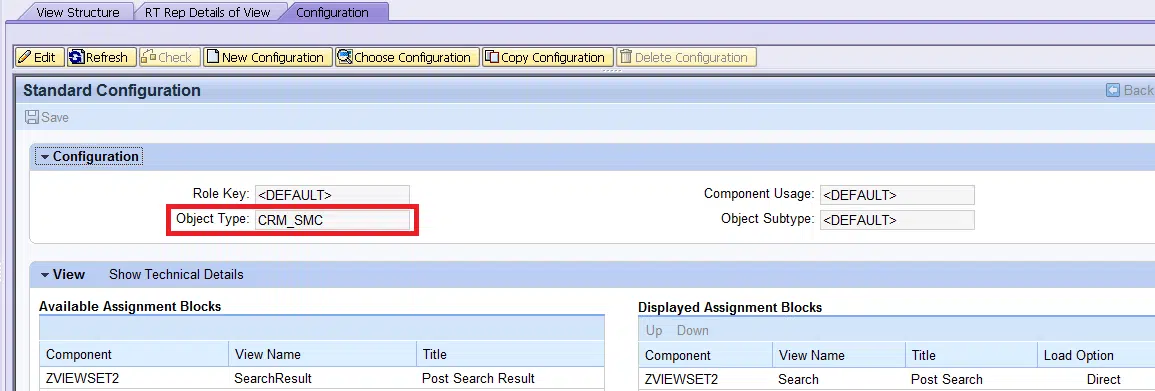 View Structure RT Rep Details of View Configuration
Edit Refresh Check New Configuration Choose Configuration Copy Configuration Delete Configuration
Standard Configuration Back
Save
Configuration
Role Key: <DEFAULT> Component Usage: <DEFAULT>
Object Type: CRM_SMC Object Subtype: <DEFAULT>
View Show Technical Details
Available Assignment Blocks Displayed Assignment Blocks
Up Down
Component View Name Title Component View Name Title Load Option
ZVIEWSET2 SearchResult Post Search Result ZVIEWSET2 Search Post Search Direct